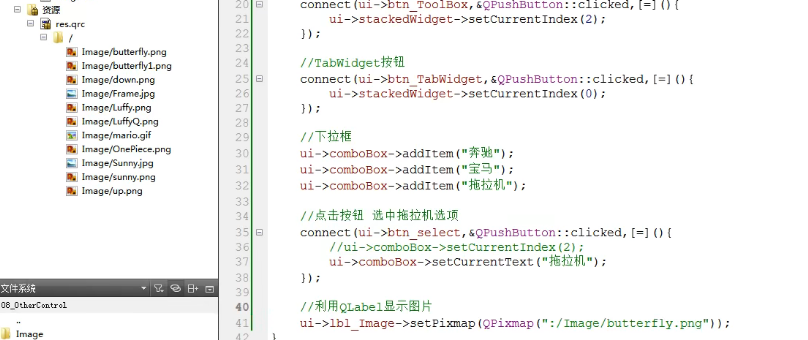 资源
res.qrc
/
Image/butterfly.png
Image/butterfly1.png
Image/down.png
Image/Frame.jpg
Image/Luffy.png
Image/LuffyQ.png
Image/mario.gif
Image/OnePiece.png
Image/Sunny.jpg
Image/sunny.png
Image/up.png
文件系统
08_OtherControl
..
Image
20 connect(ui->btn_ToolBox,&QPushButton::clicked,[=](){
21 ui->stackedWidget->setCurrentIndex(2);
22 });
23
24 //TabWidget按钮
25 connect(ui->btn_TabWidget,&QPushButton::clicked,[=](){
26 ui->stackedWidget->setCurrentIndex(0);
27 });
28
29 //下拉框
30 ui->comboBox->addItem("奔驰");
31 ui->comboBox->addItem("宝马");
32 ui->comboBox->addItem("拖拉机");
33
34 //点击按钮 选中拖拉机选项
35 connect(ui->btn_select,&QPushButton::clicked,[=](){
36 //ui->comboBox->setCurrentIndex(2);
37 ui->comboBox->setCurrentText("拖拉机");
38 });
39
40 //利用QLabel显示图片
41 ui->lbl_Image->setPixmap(QPixmap(":/Image/butterfly.png"));
42 }